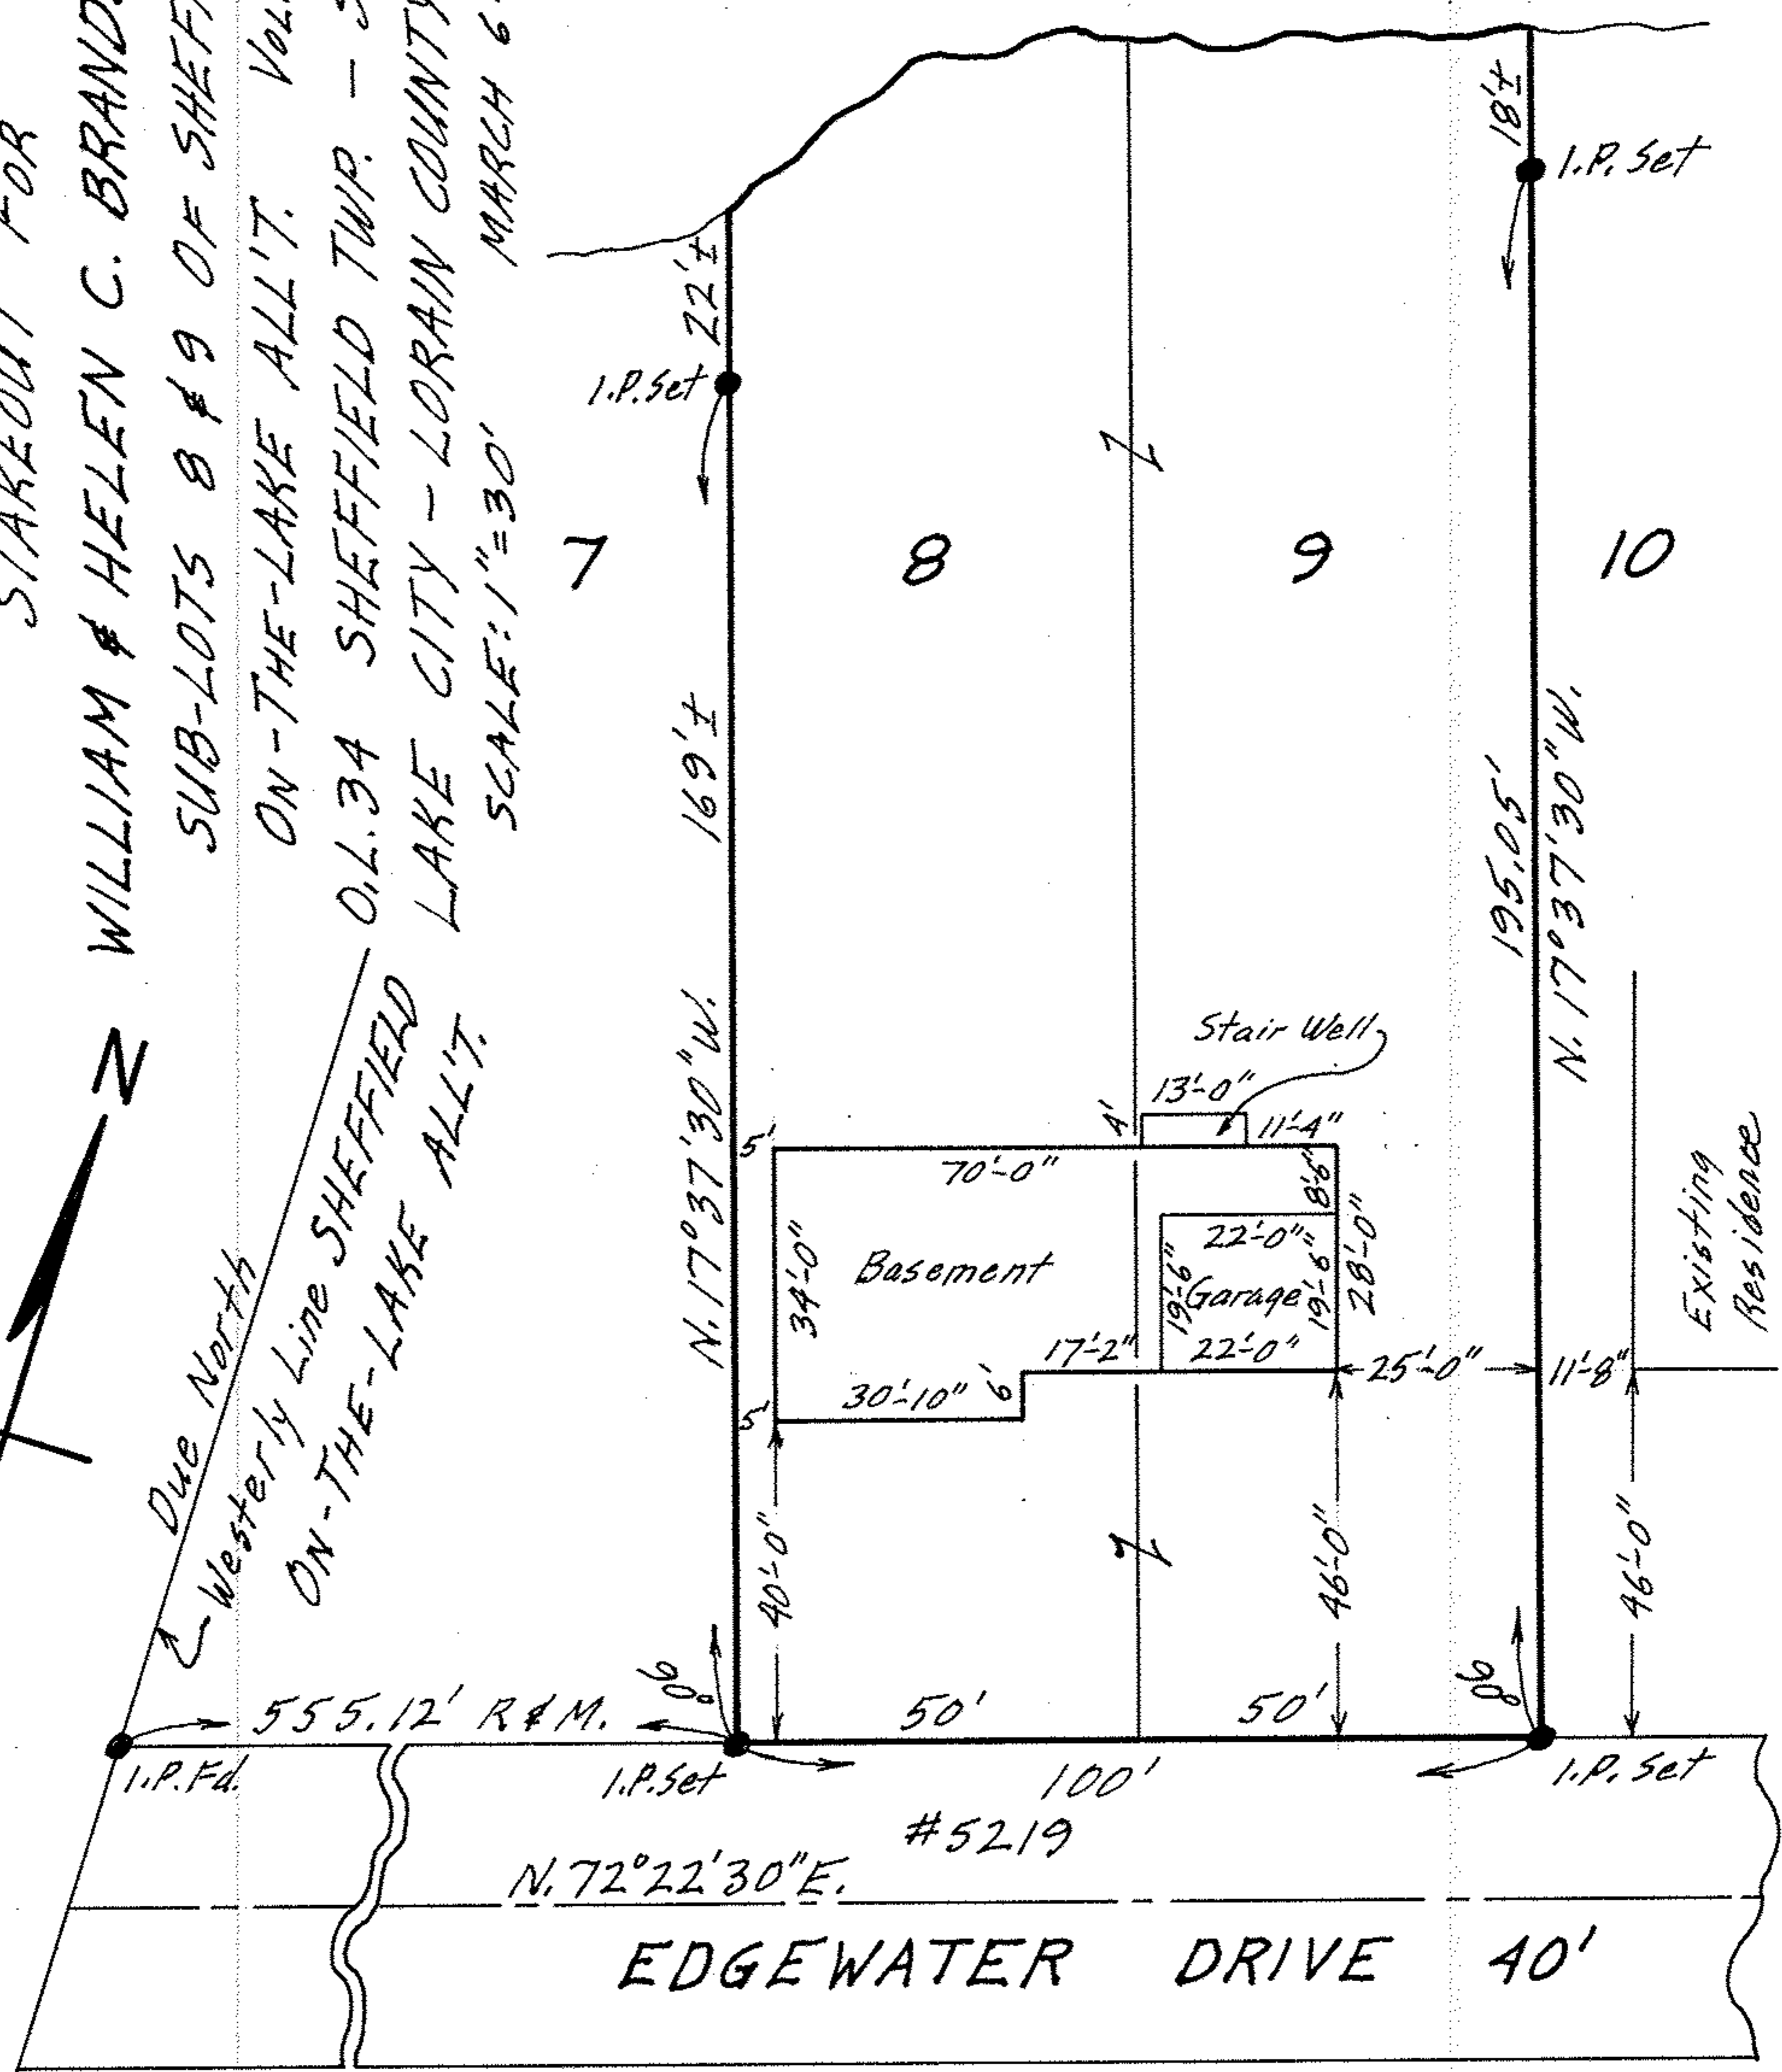 STAKEOUT FOR
WILLIAM & HELEN C.
SUB-LOTS 8 & 9 OF
ON-THE-LAKE ALL'T.
O.L. 34 SHEFFIELD TWP. -
LAKE CITY - LORAIN COUNTY
SCALE: 1"=30' MARCH 6
N
18'±
I.P. Set
22'±
I.P. Set
7
8
9
10
169'±
195.05'
N. 17° 37' 30" W.
N. 17° 37' 30" W.
Due North
Westerly Line SHEFFIELD
ON-THE-LAKE ALL'T.
Stair Well
13'-0"
4'
11'-4"
5'
70'-0"
8'-6"
34'-0"
Basement
22'-0"
19'-6"
Garage
19'-6"
28'-0"
17'-2"
22'-0"
25'-0"
11'-8"
Existing
Residence
5'
30'-10"
6'
40'-0"
46'-0"
46'-0"
90°
90°
555.12' R & M.
50'
50'
I.P. Fd.
I.P. Set
100'
I.P. Set
#5219
N. 72° 22' 30" E.
EDGEWATER DRIVE 40'